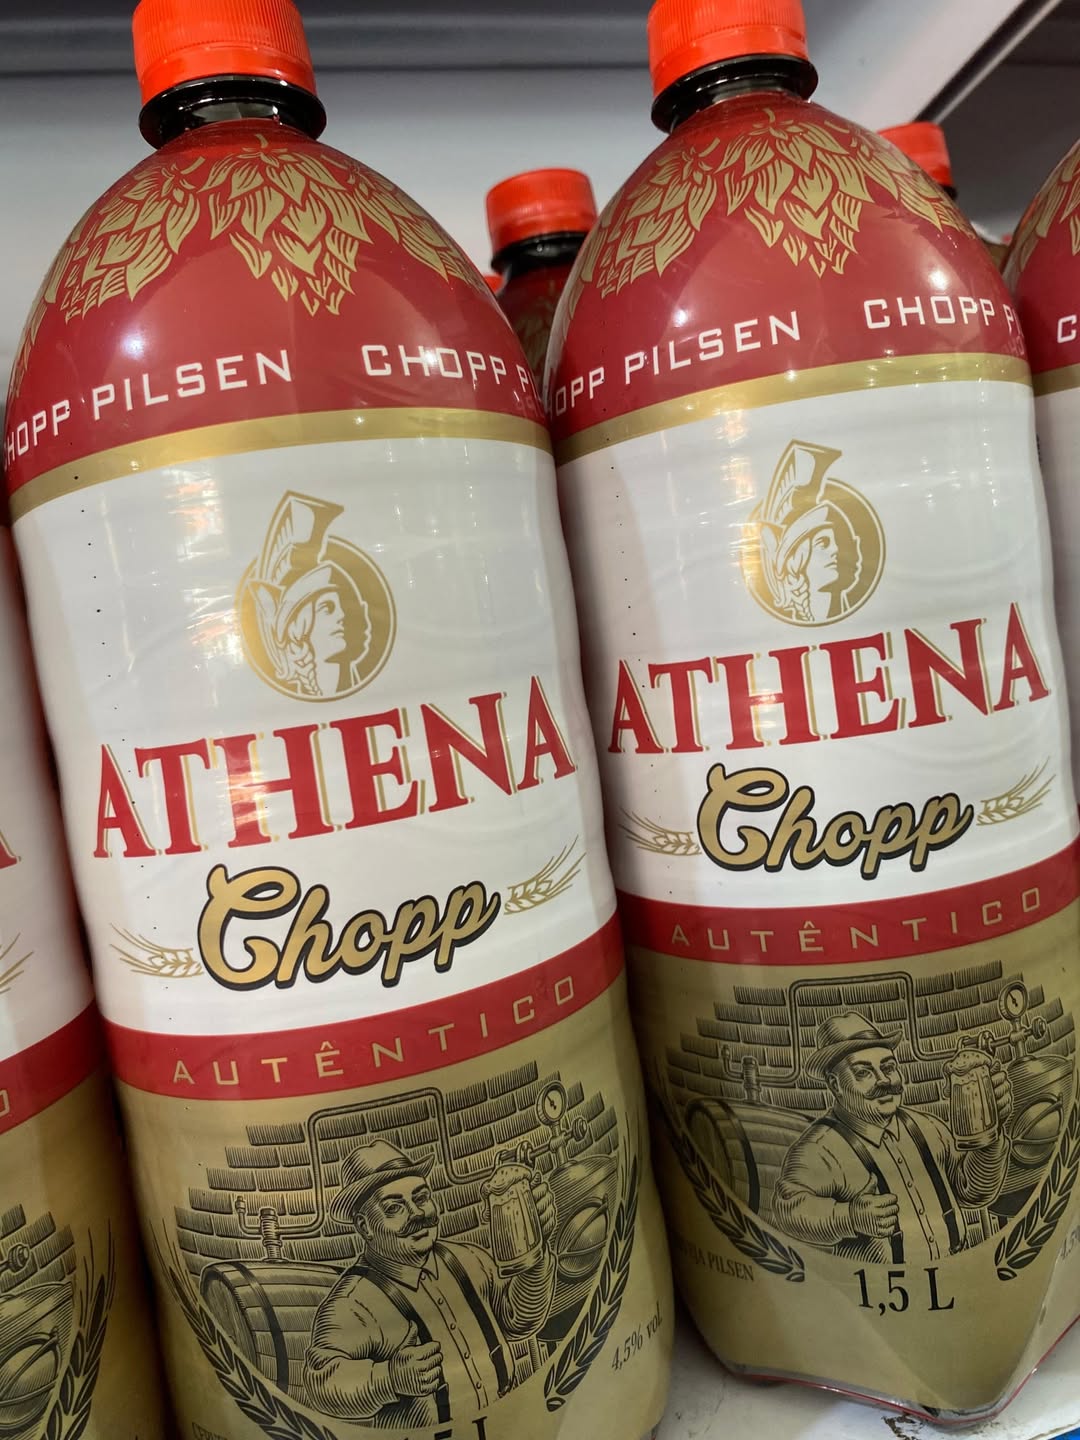 CHOPP PILSEN CHOPP
ATHENA
Chopp
AUTÊNTICO
4,5% vol
CHOPP PILSEN CHOPP
ATHENA
Chopp
AUTÊNTICO
PILSEN
1,5 L